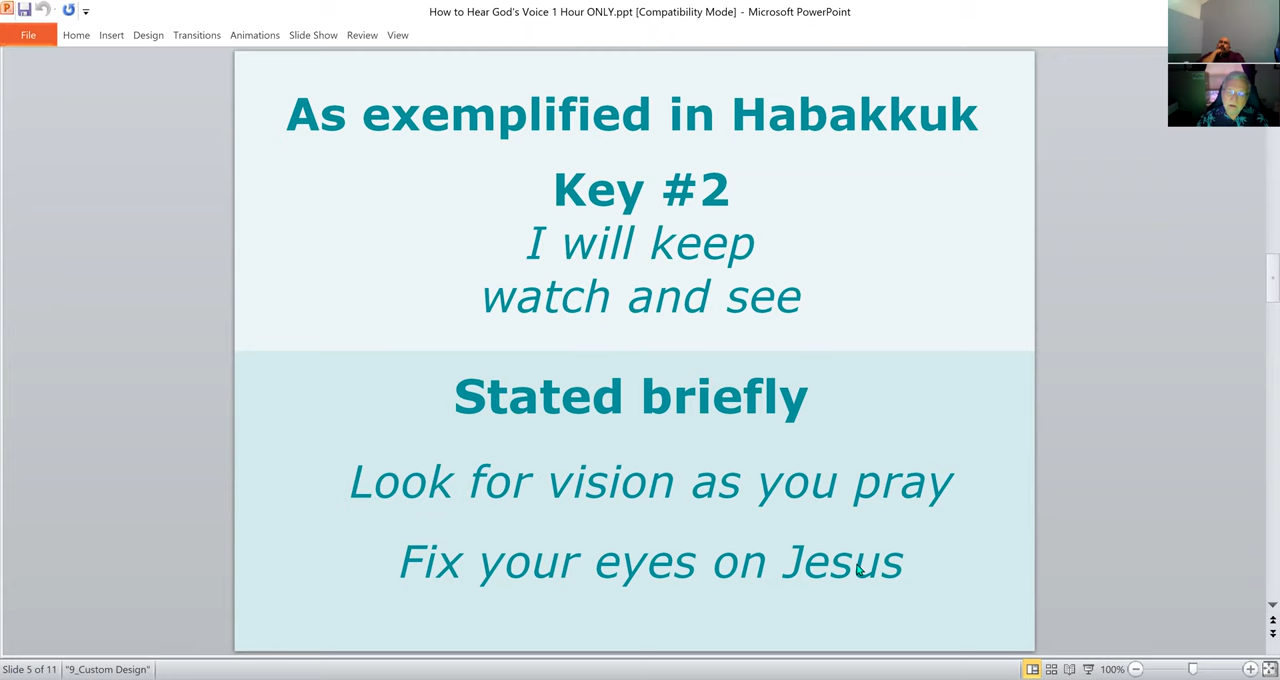 How to Hear God's Voice 1 Hour ONLY.ppt [Compatibility Mode] - Microsoft PowerPoint
File Home Insert Design Transitions Animations Slide Show Review View
As exemplified in Habakkuk
Key #2
I will keep
watch and see
Stated briefly
Look for vision as you pray
Fix your eyes on Jesus
Slide 5 of 11 "9_Custom Design" 100%